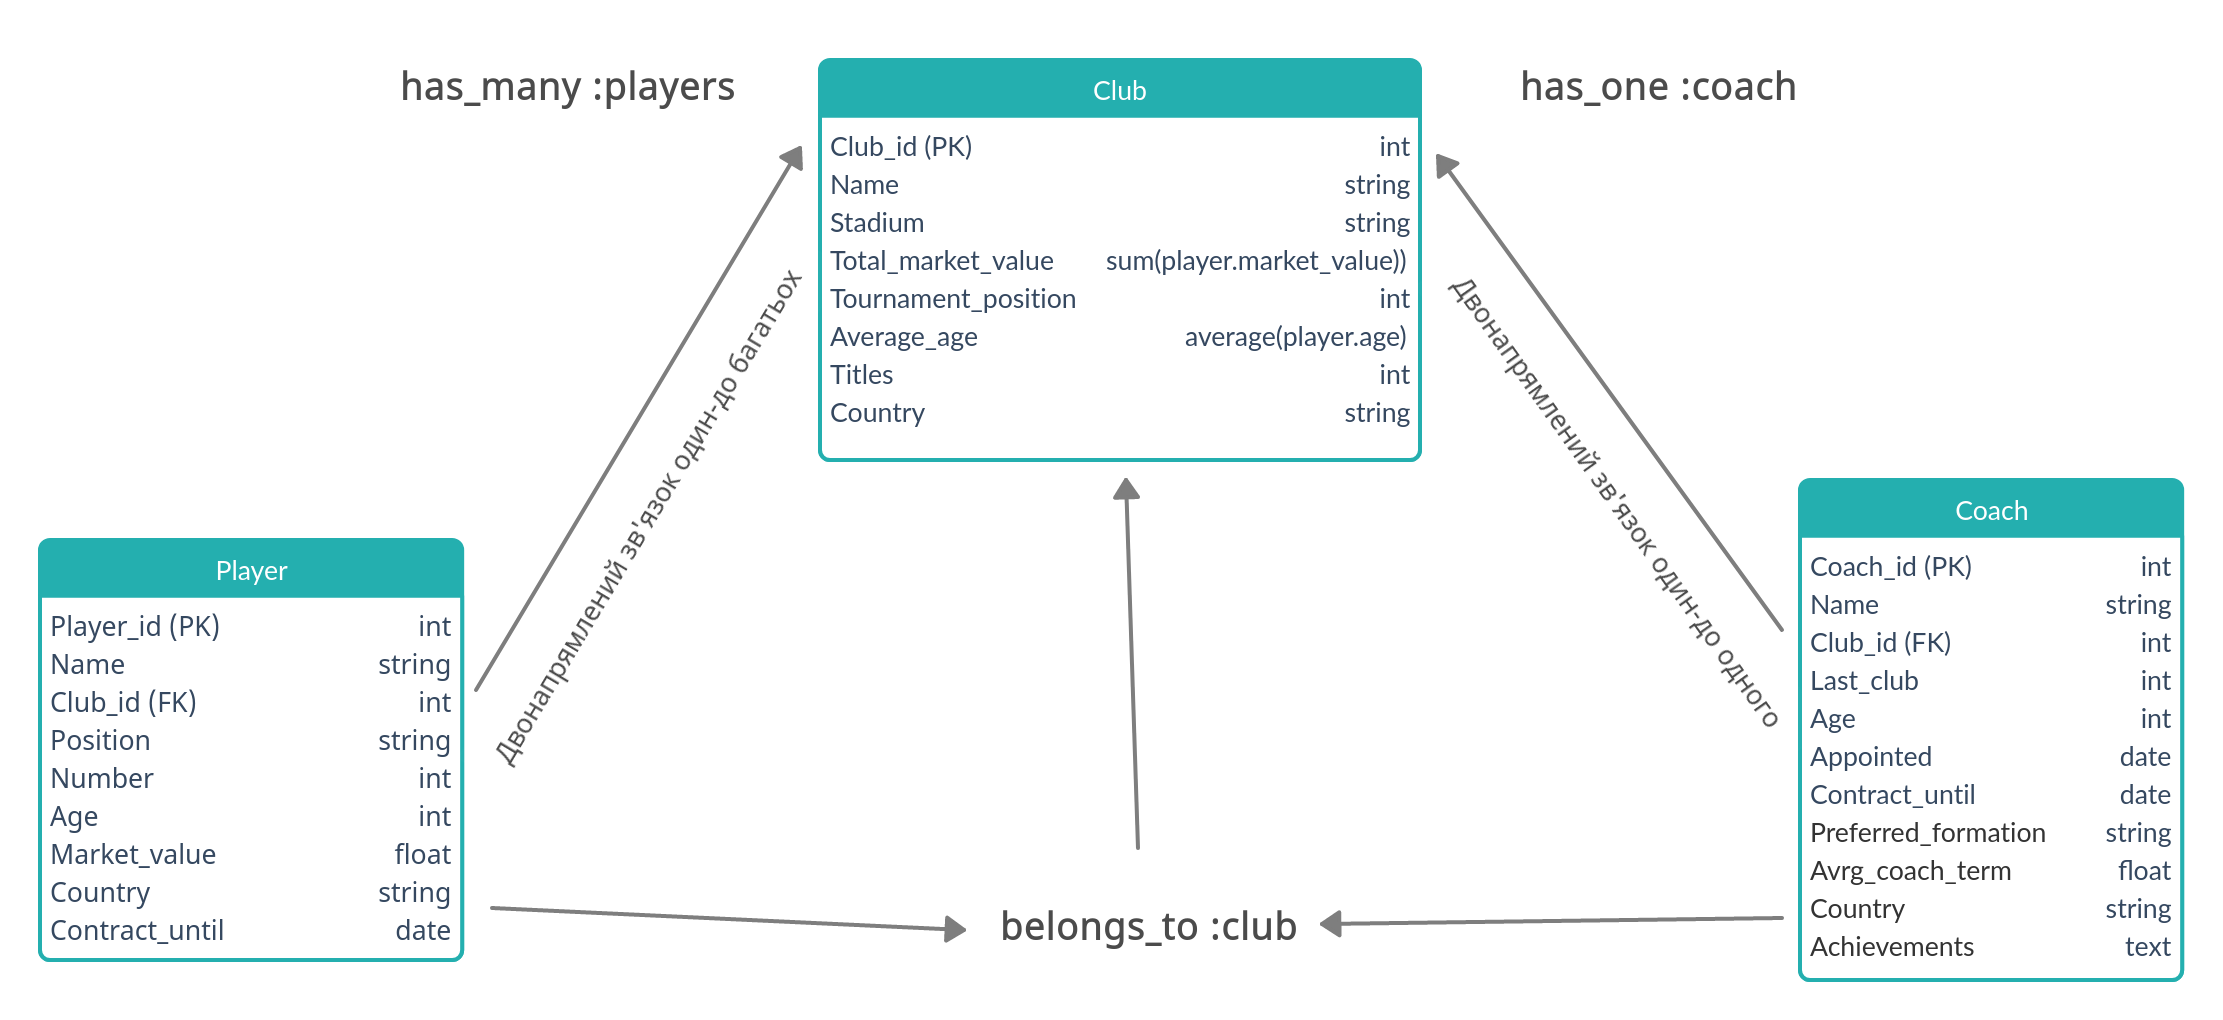 has_many :players
has_one :coach
Club
Club_id (PK) int
Name string
Stadium string
Total_market_value sum(player.market_value))
Tournament_position int
Average_age average(player.age)
Titles int
Country string
Двонапрямлений зв'язок один-до багатьох
Двонапрямлений зв'язок один-до одного
Player
Player_id (PK) int
Name string
Club_id (FK) int
Position string
Number int
Age int
Market_value float
Country string
Contract_until date
Coach
Coach_id (PK) int
Name string
Club_id (FK) int
Last_club int
Age int
Appointed date
Contract_until date
Preferred_formation string
Avrg_coach_term float
Country string
Achievements text
belongs_to :club